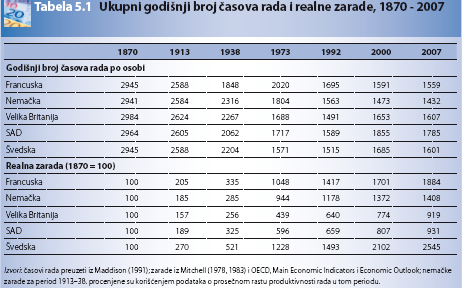 Tabela 5.1 Ukupni godišnji broj časova rada i realne zarade, 1870 - 2007
1870 1913 1938 1973 1992 2000 2007
Godišnji broj časova rada po osobi
Francuska 2945 2588 1848 2020 1695 1591 1559
Nemačka 2941 2584 2316 1804 1563 1473 1432
Velika Britanija 2984 2624 2267 1688 1491 1653 1607
SAD 2964 2605 2062 1717 1589 1855 1785
Švedska 2945 2588 2204 1571 1515 1685 1601
Realna zarada (1870 = 100)
Francuska 100 205 335 1048 1417 1701 1884
Nemačka 100 185 285 944 1178 1372 1408
Velika Britanija 100 157 256 439 640 774 919
SAD 100 189 325 596 659 807 931
Švedska 100 270 521 1228 1493 2102 2545
Izvori: časovi rada preuzeti iz Maddison (1991); zarade iz Mitchell (1978, 1983) i OECD, Main Economic Indicators i Economic Outlook; nemačke
zarade za period 1913–38. procenjene su korišćenjem podataka o prosečnom rastu produktivnosti rada u tom periodu.